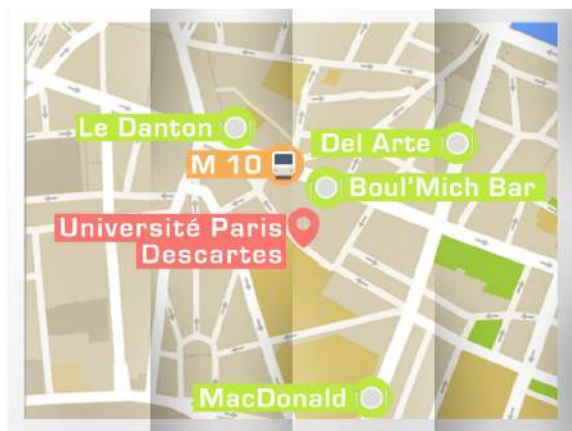 Le Danton
Del Arte
M 10
Boul'Mich Bar
Université Paris
Descartes
MacDonald